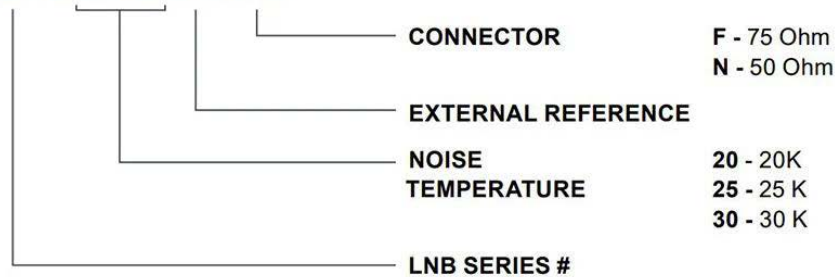 CONNECTOR F - 75 Ohm
N - 50 Ohm
EXTERNAL REFERENCE
NOISE 20 - 20K
TEMPERATURE 25 - 25 K
30 - 30 K
LNB SERIES #